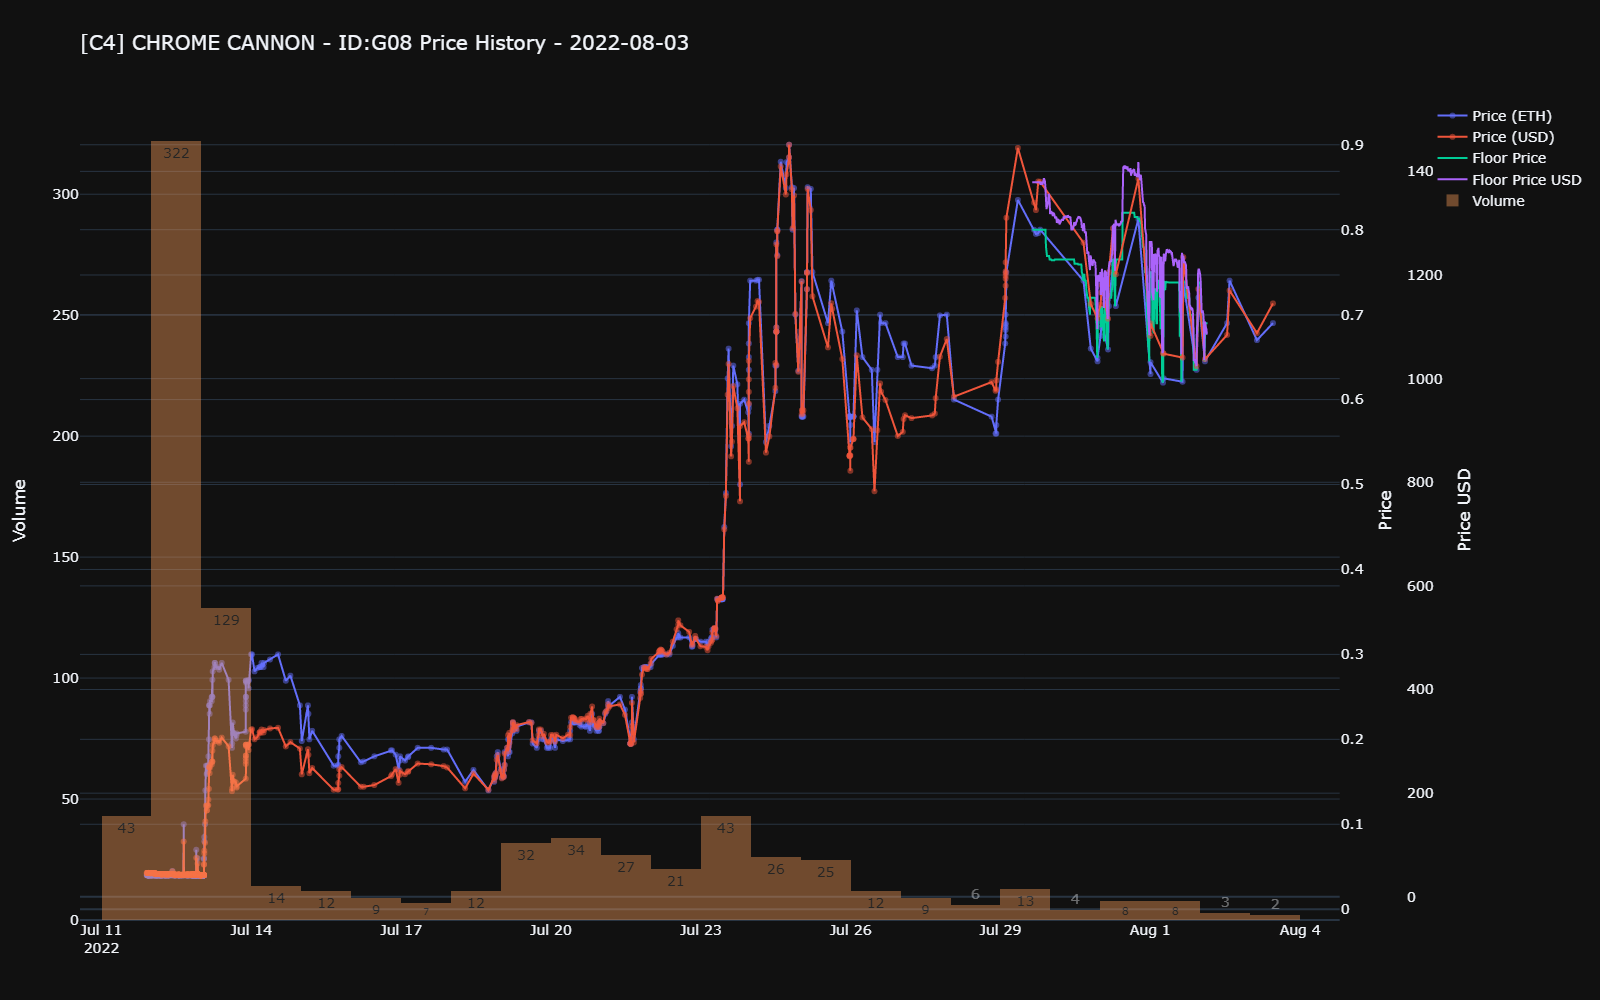 [C4] CHROME CANNON - ID:G08 Price History - 2022-08-03
Price (ETH)
Price (USD)
Floor Price
Floor Price USD
Volume
Volume
300
250
200
150
100
50
0
0.9
0.8
0.7
0.6
0.5
0.4
0.3
0.2
0.1
0
Price
140
1200
1000
800
600
400
200
0
Price USD
43
322
129
14
12
9
7
12
32
34
27
21
43
26
25
12
9
6
13
4
8
8
3
2
Jul 11
2022
Jul 14
Jul 17
Jul 20
Jul 23
Jul 26
Jul 29
Aug 1
Aug 4